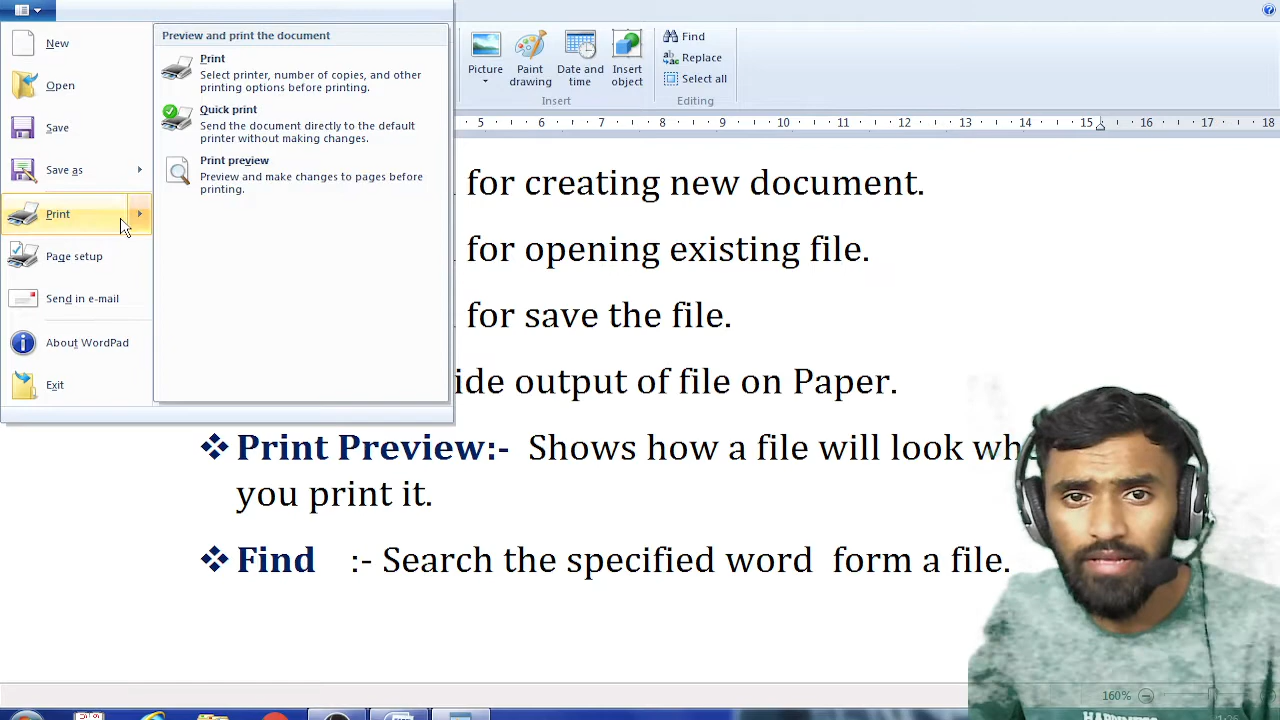 New
Open
Save
Save as
Print
Page setup
Send in e-mail
About WordPad
Exit
Preview and print the document
Print
Select printer, number of copies, and other
printing options before printing.
Quick print
Send the document directly to the default
printer without making changes.
Print preview
Preview and make changes to pages before
printing.
Picture
Paint
drawing
Date and
time
Insert
object
Insert
Find
Replace
Select all
Editing
5 6 7 8 9 10 11 12 13 14 15 16 17 18
for creating new document.
for opening existing file.
for save the file.
ide output of file on Paper.
❖ Print Preview:- Shows how a file will look
you print it.
❖ Find :- Search the specified word form a file.
160%